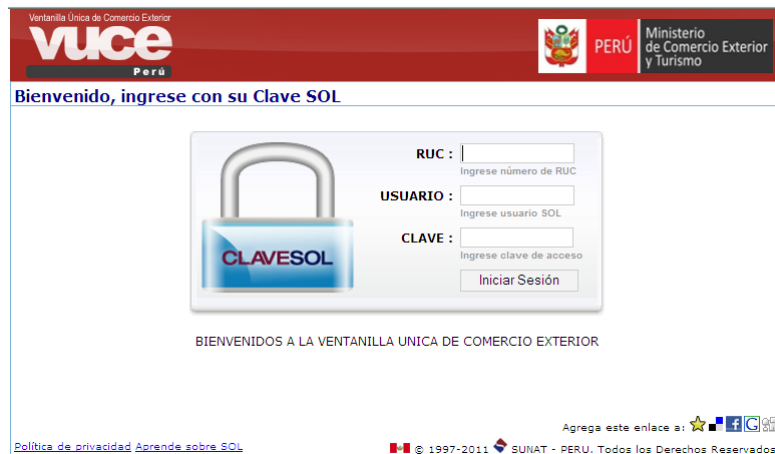 Ventanilla Única de Comercio Exterior
vuce
Perú
PERÚ
Ministerio
de Comercio Exterior
y Turismo
Bienvenido, ingrese con su Clave SOL
CLAVESOL
RUC :
Ingrese número de RUC
USUARIO :
Ingrese usuario SOL
CLAVE :
Ingrese clave de acceso
Iniciar Sesión
BIENVENIDOS A LA VENTANILLA UNICA DE COMERCIO EXTERIOR
Agrega este enlace a:
Política de privacidad Aprende sobre SOL
© 1997-2011 SUNAT - PERU. Todos los Derechos Reservados